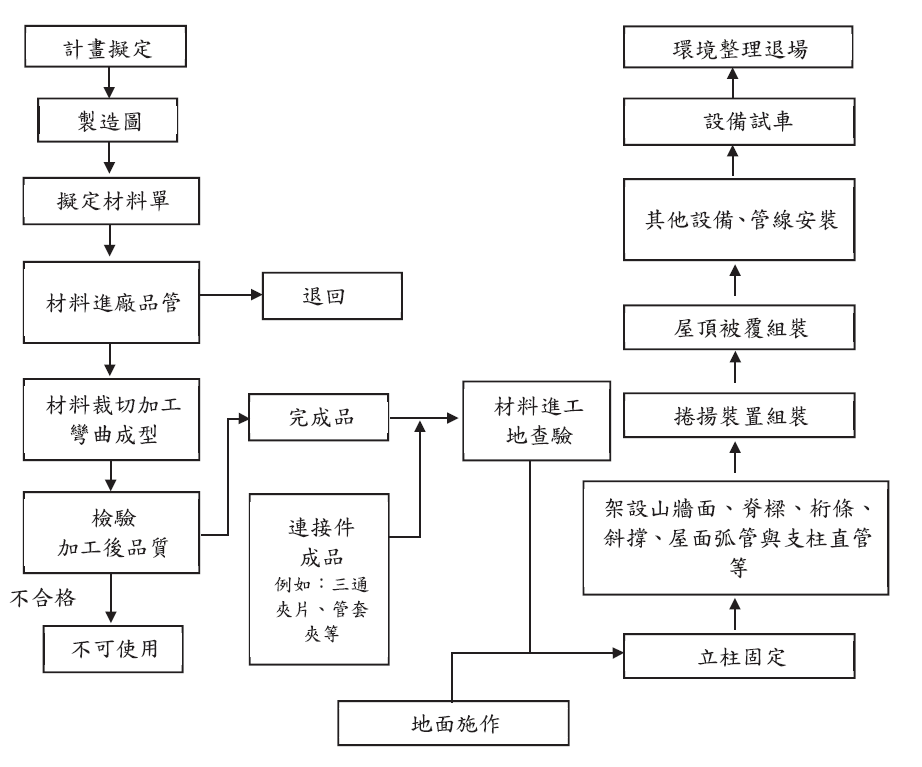 計畫擬定
製造圖
擬定材料單
材料進廠品管
退回
材料裁切加工
彎曲成型
檢驗
加工後品質
不合格
不可使用
完成品
連接件
成品
例如：三通
夾片、管套
夾等
材料進工
地查驗
地面施作
立柱固定
架設山牆面、脊樑、桁條、
斜撐、屋面弧管與支柱直管
等
捲揚裝置組裝
屋頂被覆組裝
其他設備、管線安裝
設備試車
環境整理退場